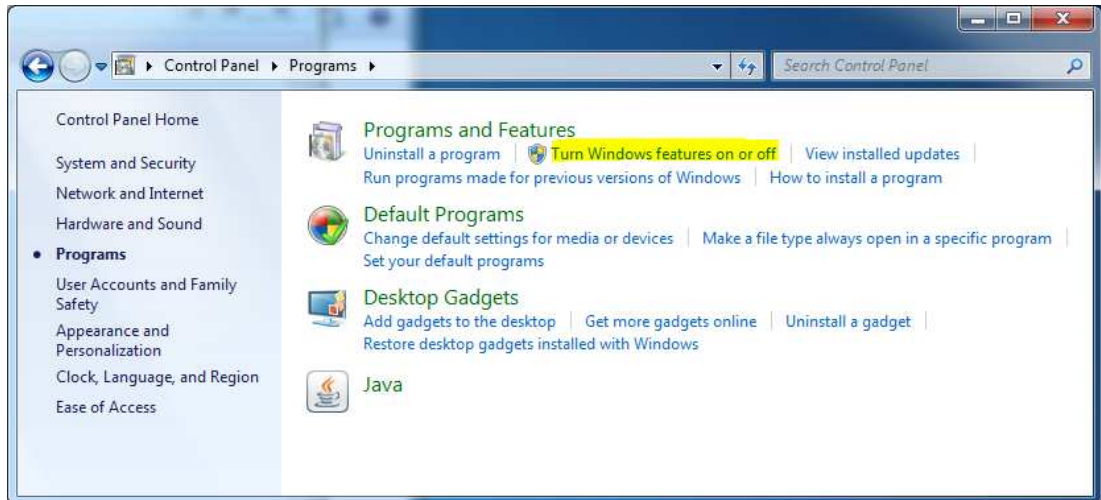 Control Panel Programs
Search Control Panel
Control Panel Home
System and Security
Network and Internet
Hardware and Sound
Programs
User Accounts and Family
Safety
Appearance and
Personalization
Clock, Language, and Region
Ease of Access
Programs and Features
Uninstall a program Turn Windows features on or off View installed updates
Run programs made for previous versions of Windows How to install a program
Default Programs
Change default settings for media or devices Make a file type always open in a specific program
Set your default programs
Desktop Gadgets
Add gadgets to the desktop Get more gadgets online Uninstall a gadget
Restore desktop gadgets installed with Windows
Java